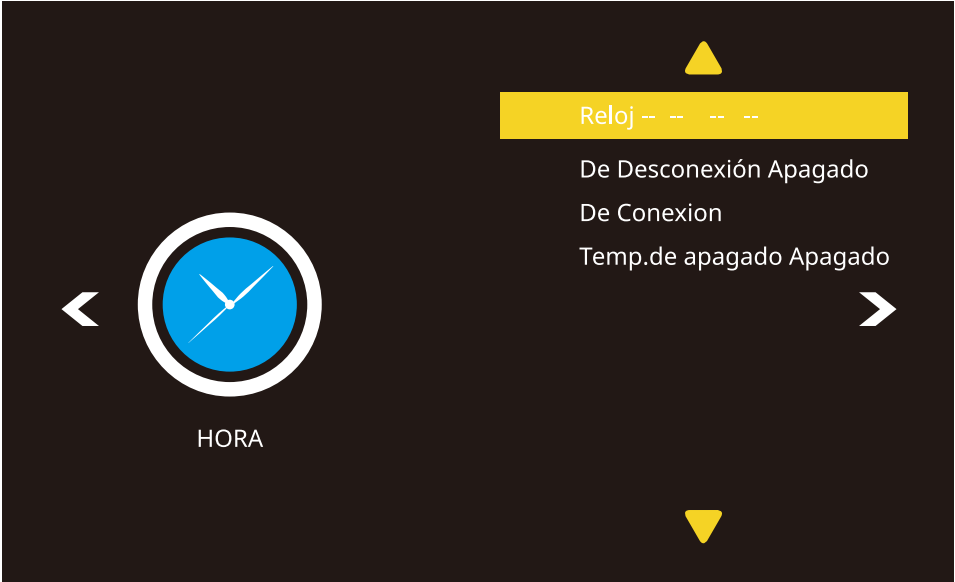 Reloj -- -- -- --
De Desconexión Apagado
De Conexion
Temp.de apagado Apagado
HORA